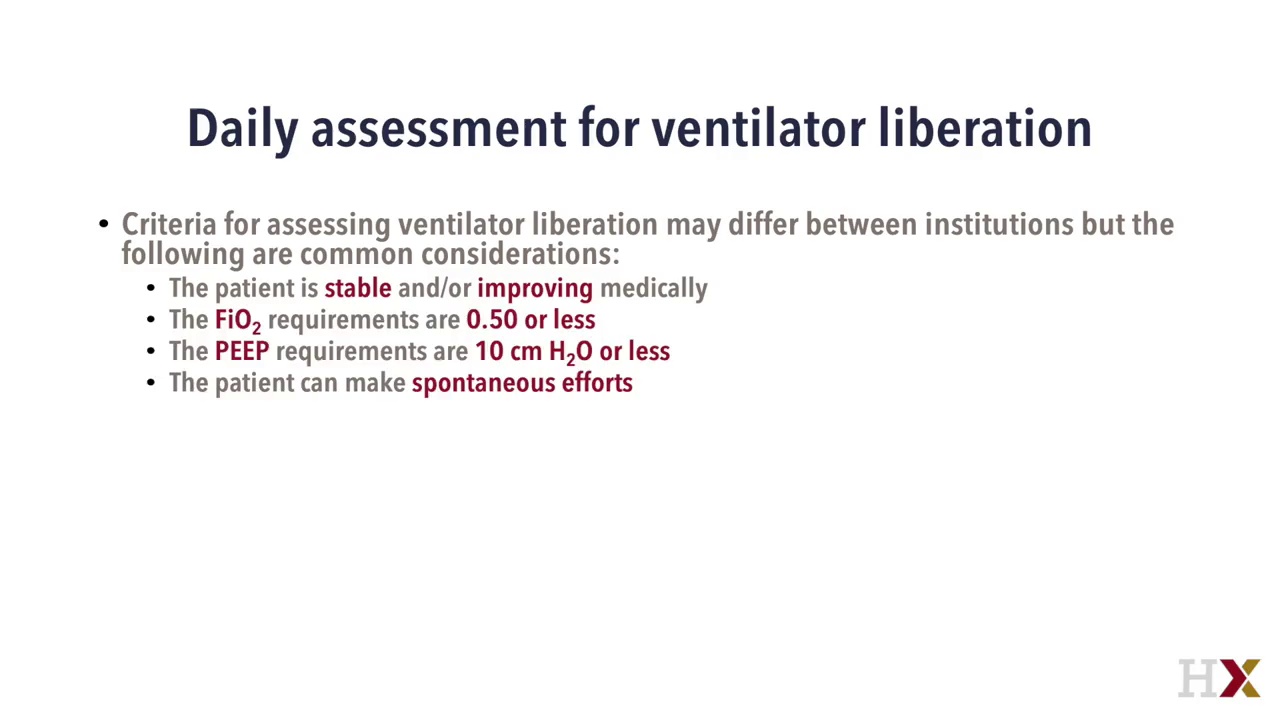 Daily assessment for ventilator liberation
• Criteria for assessing ventilator liberation may differ between institutions but the
following are common considerations:
• The patient is stable and/or improving medically
• The FiO₂ requirements are 0.50 or less
• The PEEP requirements are 10 cm H₂O or less
• The patient can make spontaneous efforts
HX